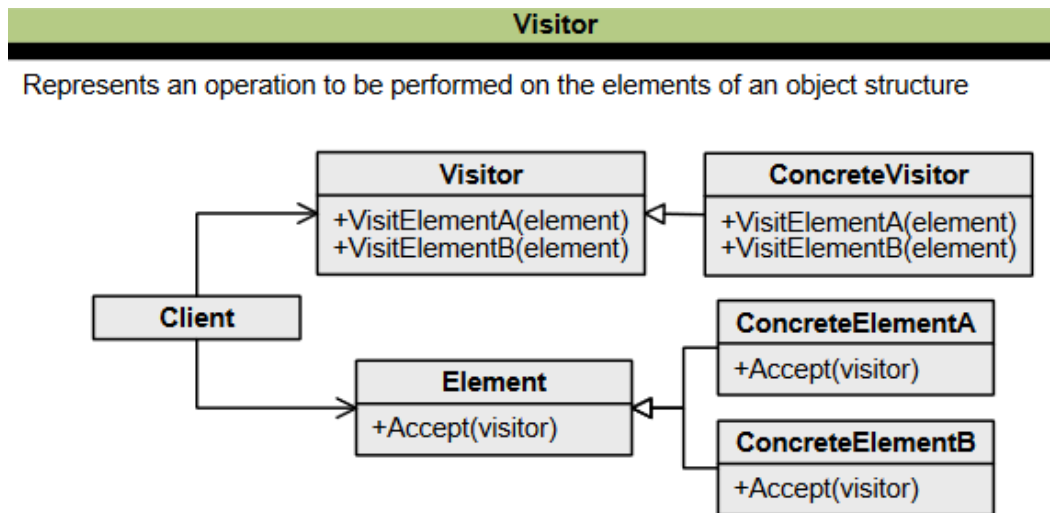 Visitor
Represents an operation to be performed on the elements of an object structure
Visitor
+VisitElementA(element)
+VisitElementB(element)
ConcreteVisitor
+VisitElementA(element)
+VisitElementB(element)
Client
Element
+Accept(visitor)
ConcreteElementA
+Accept(visitor)
ConcreteElementB
+Accept(visitor)